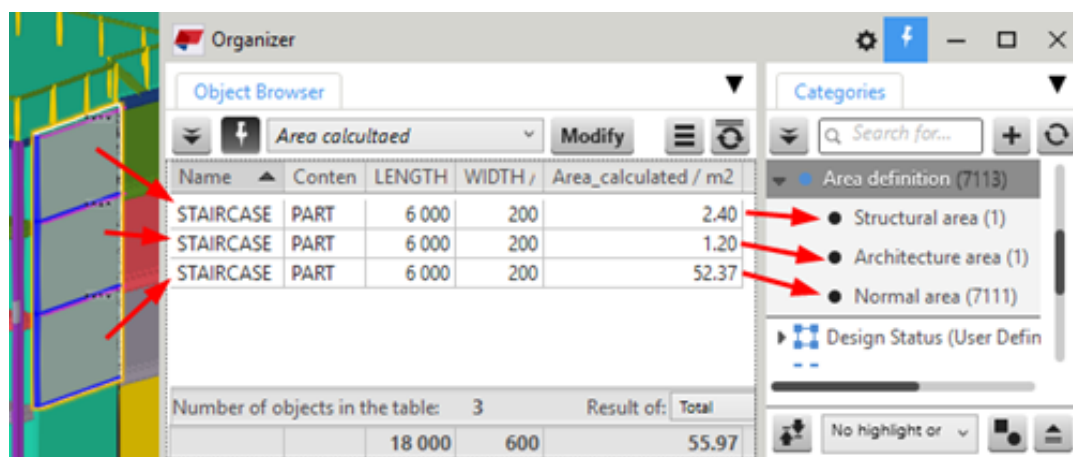 Organizer
Object Browser
Categories
Area calcultaed
Modify
Search for...
Name Conten LENGTH WIDTH / Area_calculated / m2
STAIRCASE PART 6 000 200 2.40
STAIRCASE PART 6 000 200 1.20
STAIRCASE PART 6 000 200 52.37
Number of objects in the table: 3 Result of: Total
18 000 600 55.97
Area definition (7113)
Structural area (1)
Architecture area (1)
Normal area (7111)
Design Status (User Defin
No highlight or